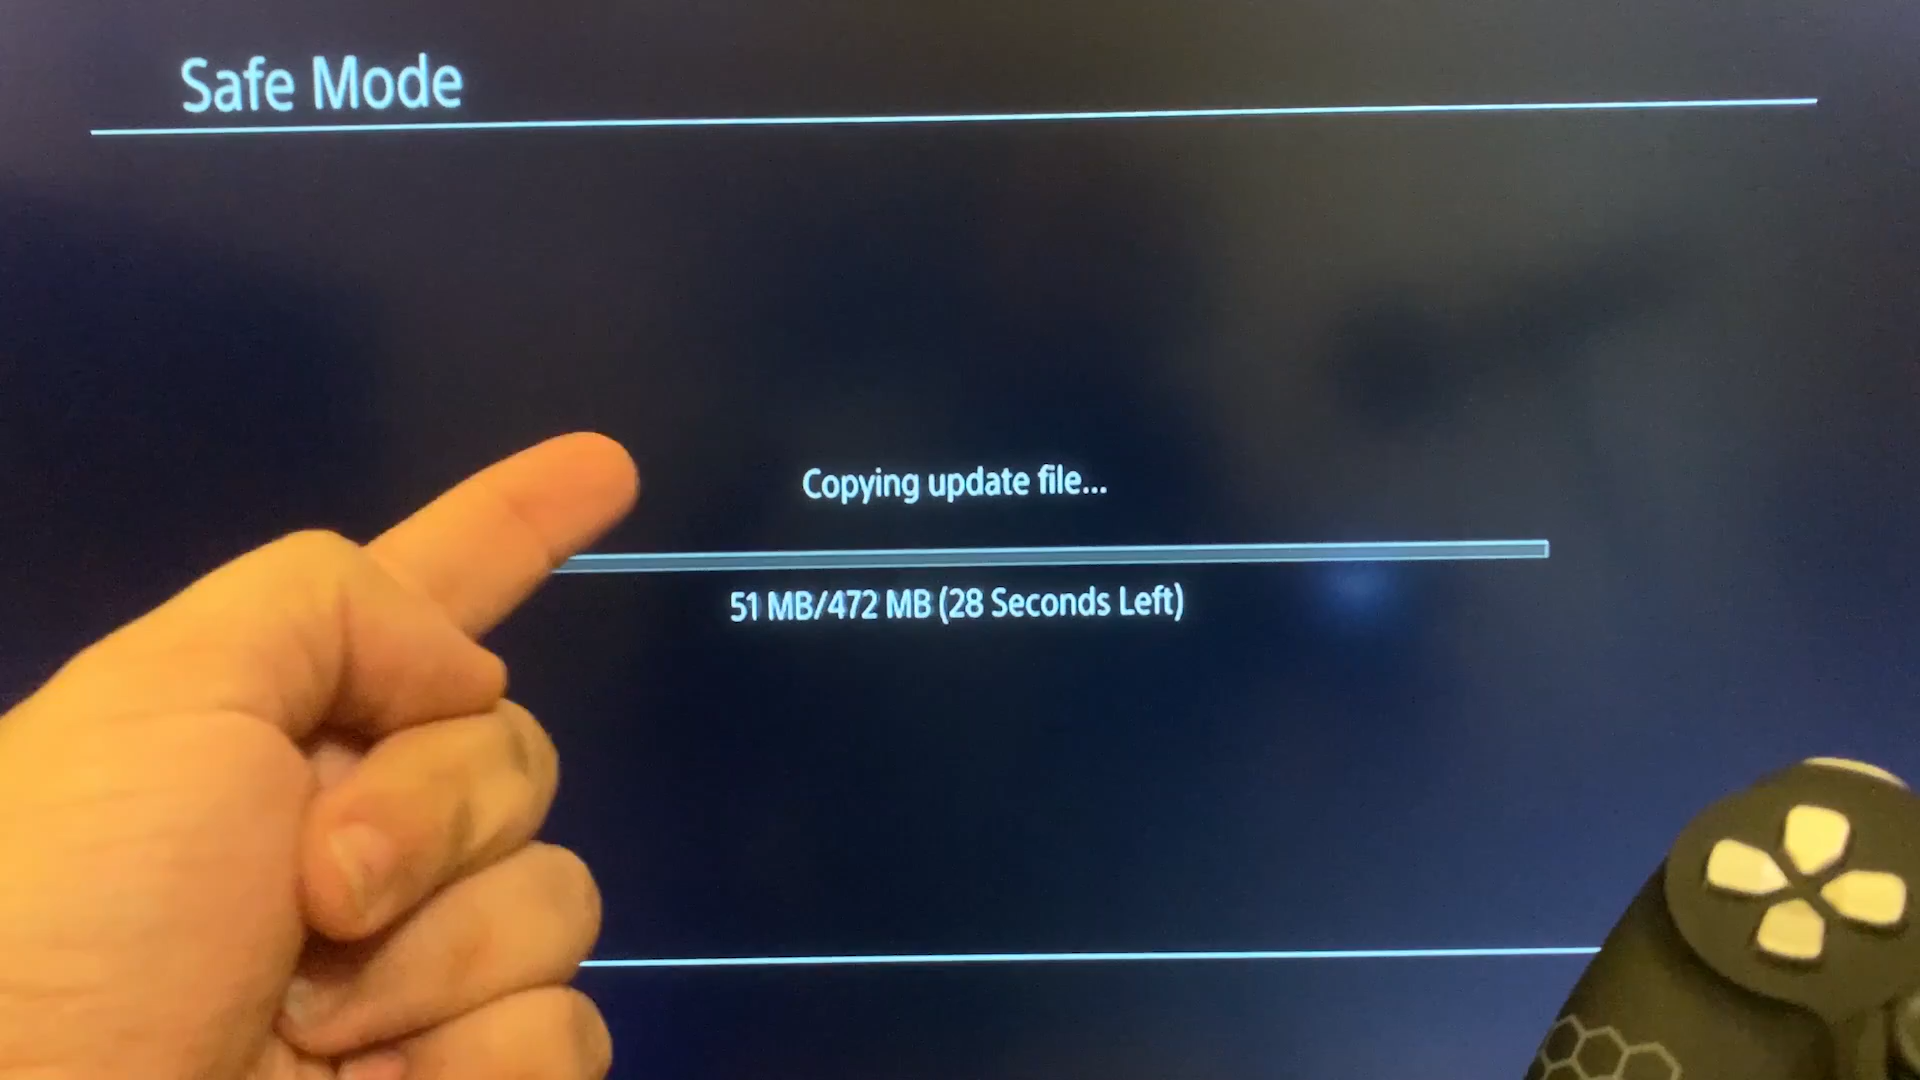 Safe Mode
Copying update file...
51 MB/472 MB (28 Seconds Left)